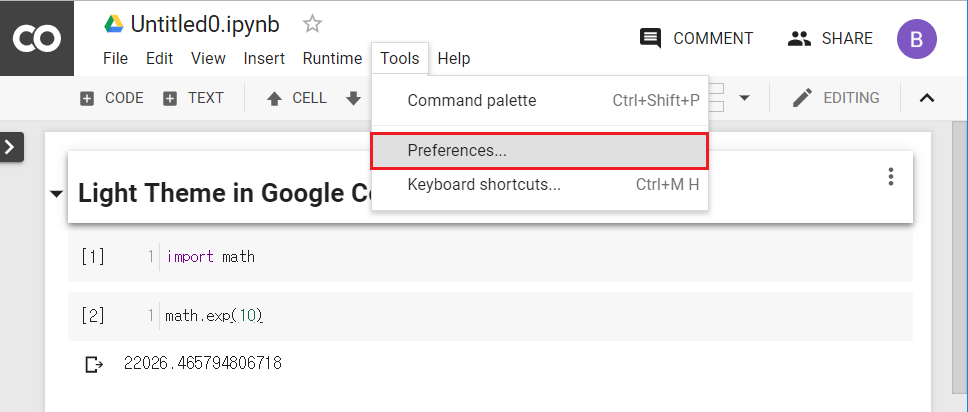 CO Untitled0.ipynb COMMENT SHARE B
File Edit View Insert Runtime Tools Help
CODE TEXT CELL EDITING
Command palette Ctrl+Shift+P
Preferences...
Keyboard shortcuts... Ctrl+M H
Light Theme in Google
[1] 1 import math
[2] 1 math.exp(10)
22026.465794806718